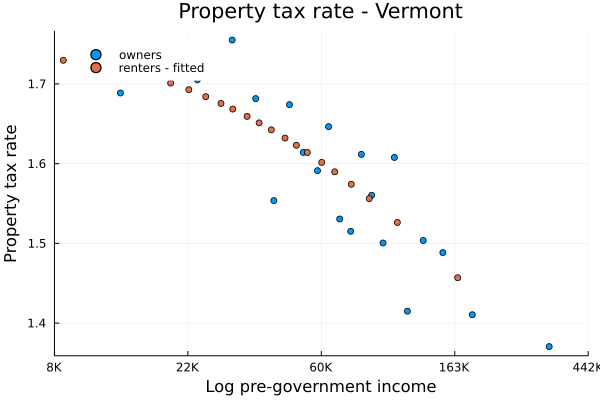 Property tax rate - Vermont
owners
renters - fitted
1.7
1.6
1.5
1.4
Property tax rate
8K 22K 60K 163K 442K
Log pre-government income